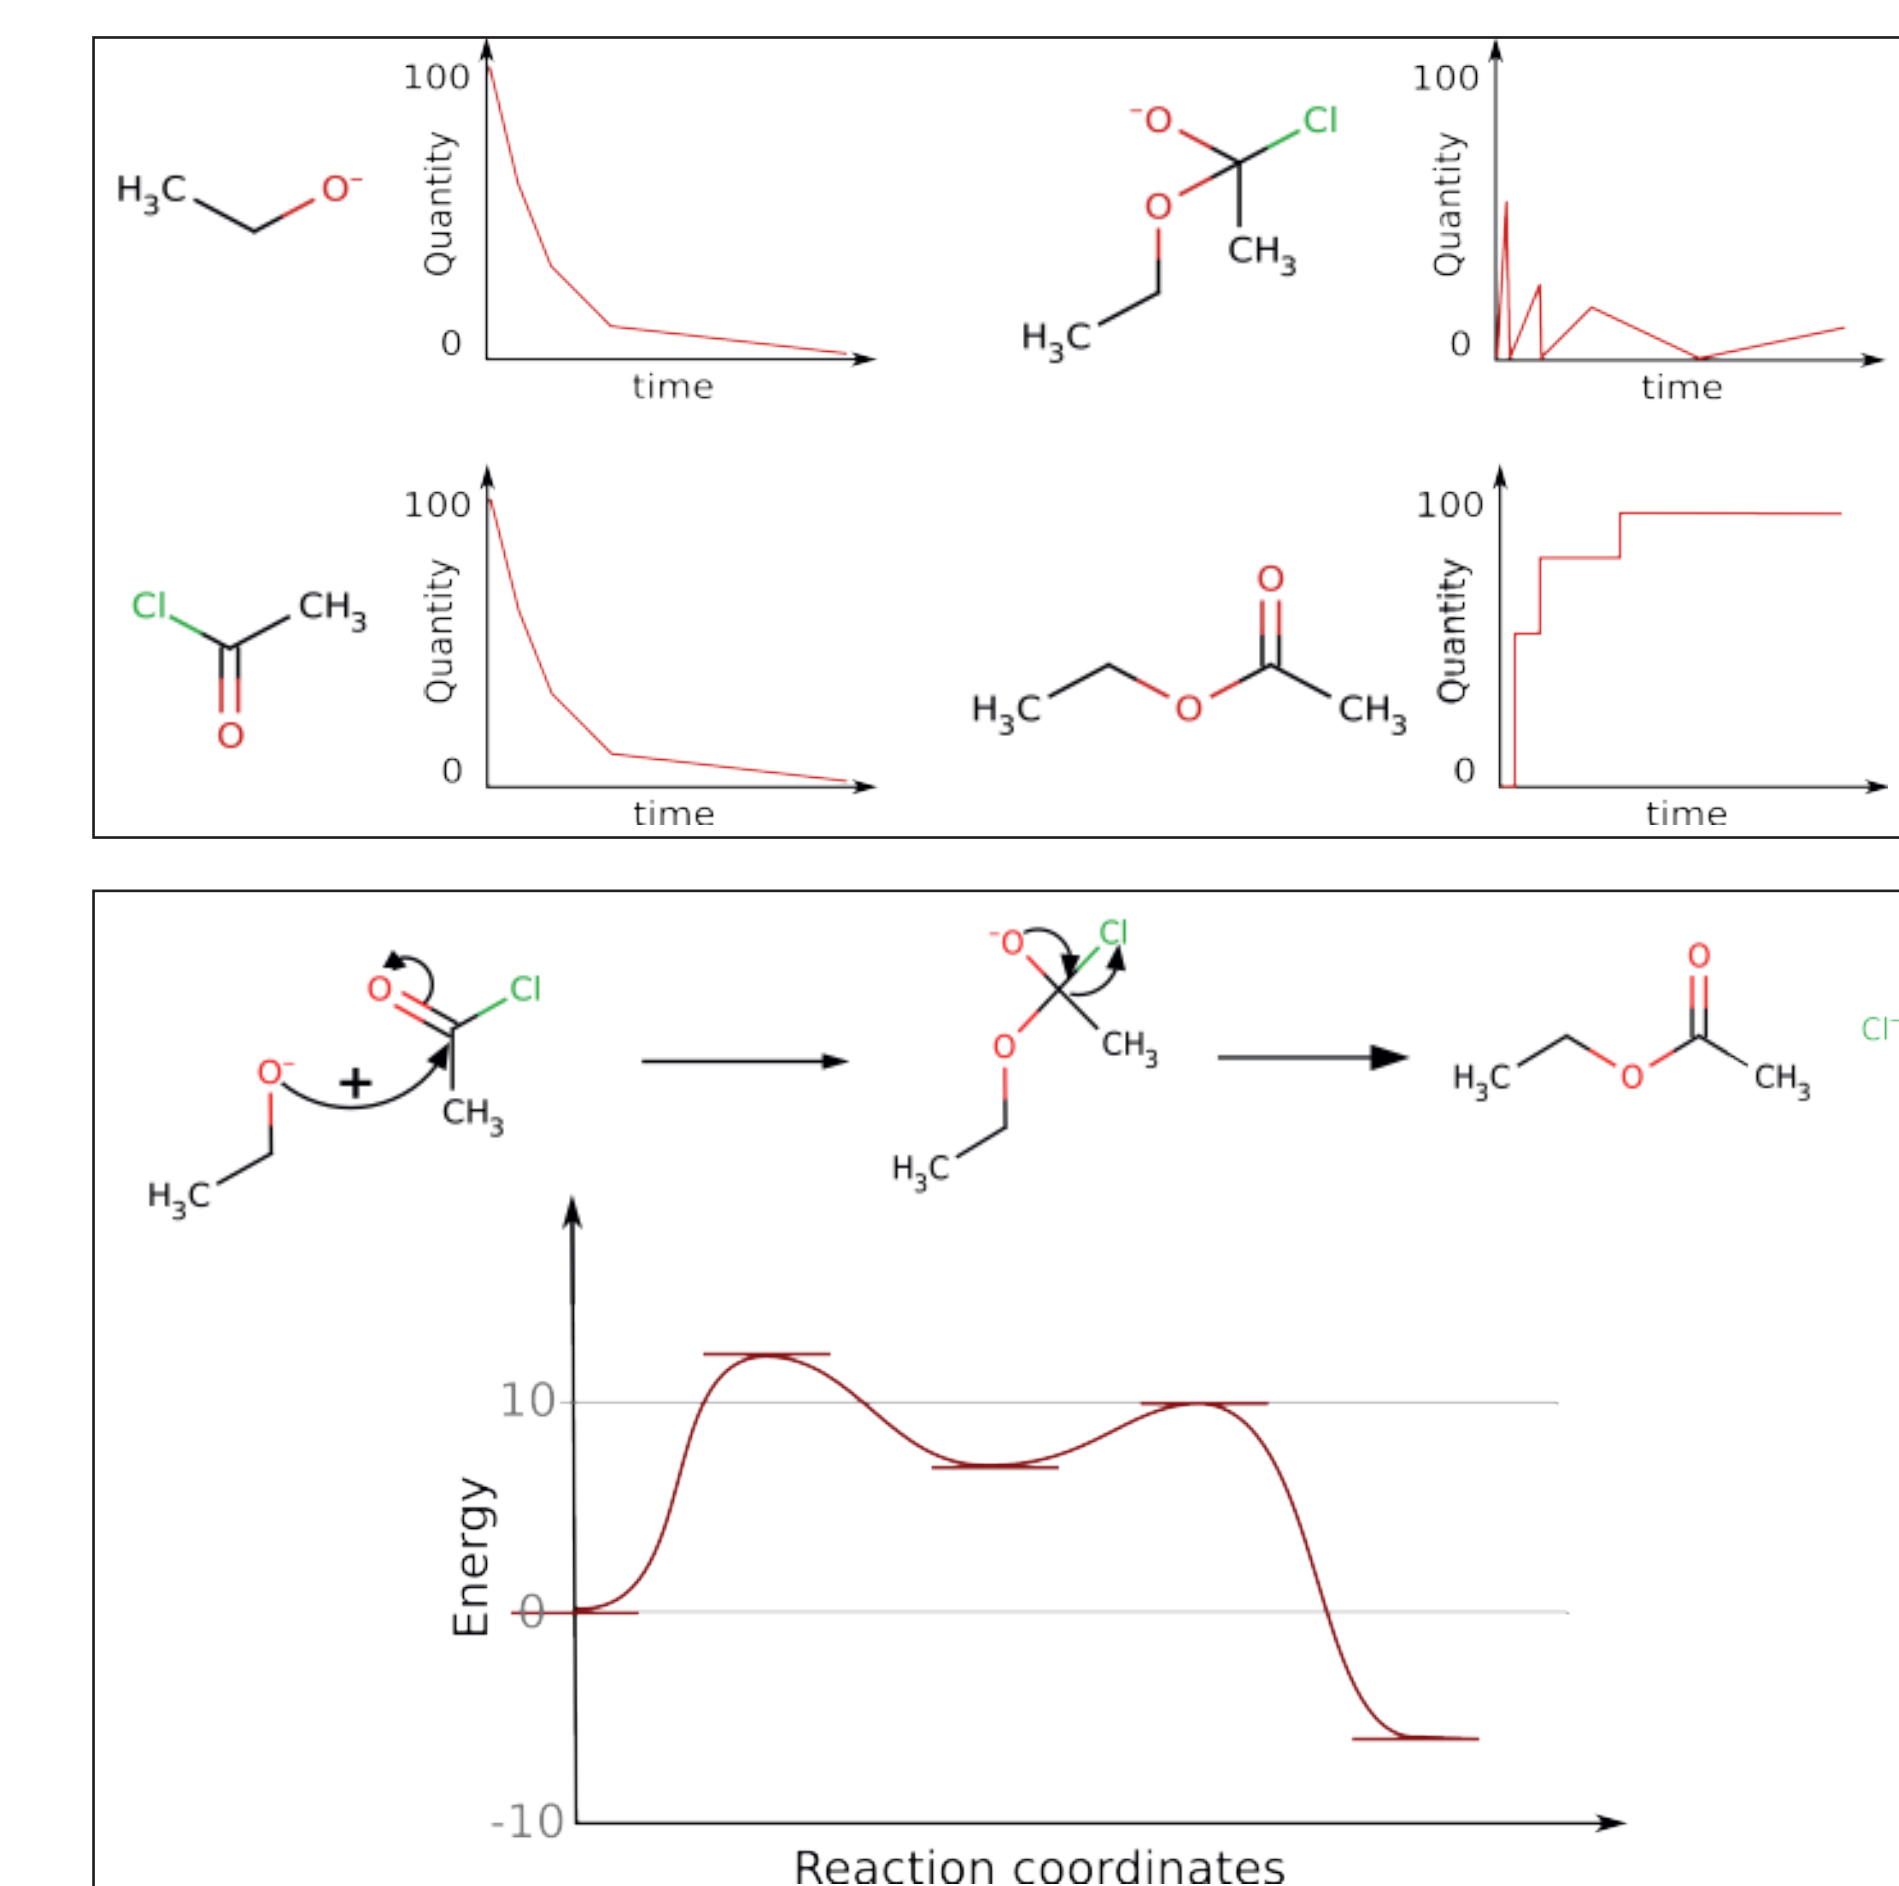 100
Quantity
0
time
H₃C
O⁻
100
Quantity
0
time
⁻O
Cl
O
CH₃
H₃C
100
Quantity
0
time
Cl
CH₃
O
100
Quantity
0
time
O
H₃C
O
CH₃
O
Cl
O⁻
+
CH₃
H₃C
⁻O
Cl
O
CH₃
H₃C
O
H₃C
O
CH₃
Cl⁻
Energy
10
0
-10
Reaction coordinates